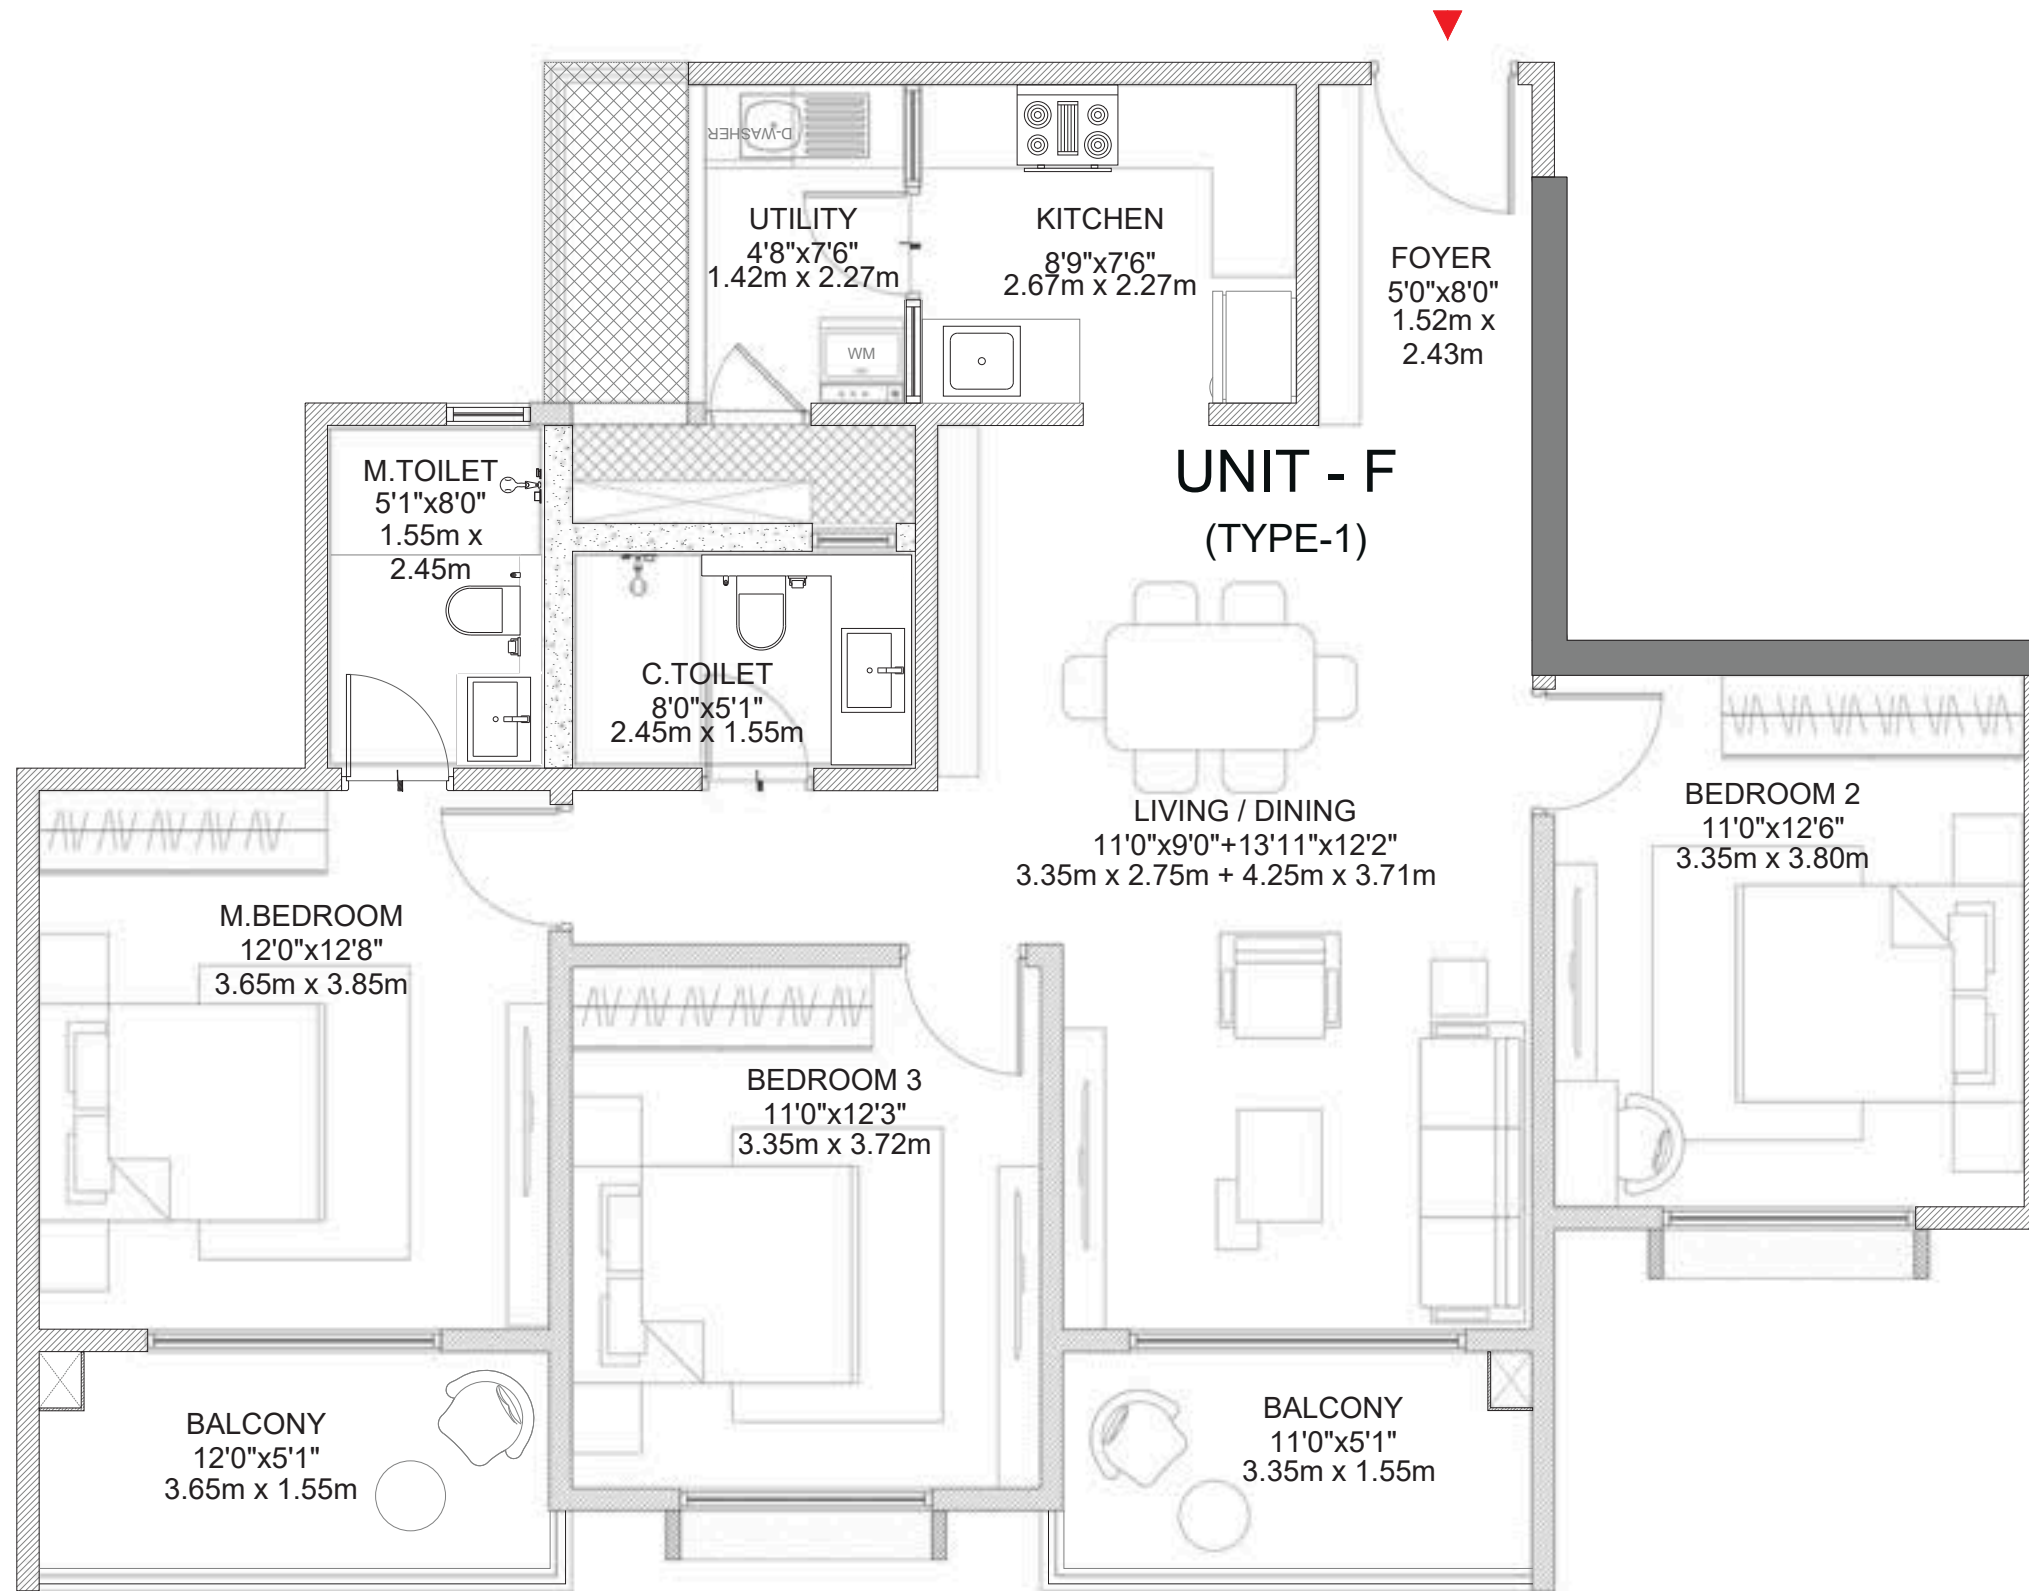 D-WASHER
UTILITY
4'8"x7'6"
1.42m x 2.27m
KITCHEN
8'9"x7'6"
2.67m x 2.27m
FOYER
5'0"x8'0"
1.52m x
2.43m
WM
M.TOILET
5'1"x8'0"
1.55m x
2.45m
UNIT - F
(TYPE-1)
C.TOILET
8'0"x5'1"
2.45m x 1.55m
LIVING / DINING
11'0"x9'0"+13'11"x12'2"
3.35m x 2.75m + 4.25m x 3.71m
BEDROOM 2
11'0"x12'6"
3.35m x 3.80m
M.BEDROOM
12'0"x12'8"
3.65m x 3.85m
BEDROOM 3
11'0"x12'3"
3.35m x 3.72m
BALCONY
12'0"x5'1"
3.65m x 1.55m
BALCONY
11'0"x5'1"
3.35m x 1.55m